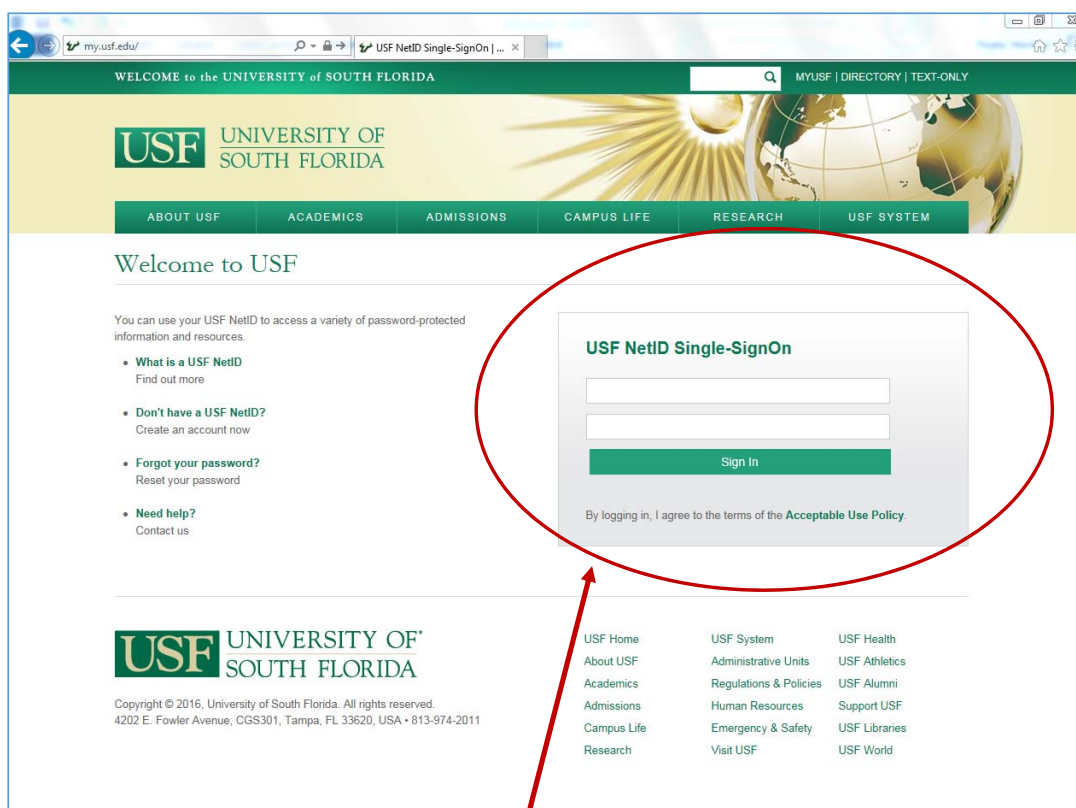 my.usf.edu/
USF NetID Single-SignOn | ...
WELCOME to the UNIVERSITY of SOUTH FLORIDA
MYUSF | DIRECTORY | TEXT-ONLY
USF UNIVERSITY OF
SOUTH FLORIDA
ABOUT USF ACADEMICS ADMISSIONS CAMPUS LIFE RESEARCH USF SYSTEM
Welcome to USF
You can use your USF NetID to access a variety of password-protected
information and resources.
What is a USF NetID
Find out more
Don't have a USF NetID?
Create an account now
Forgot your password?
Reset your password
Need help?
Contact us
USF NetID Single-SignOn
Sign In
By logging in, I agree to the terms of the Acceptable Use Policy.
USF UNIVERSITY OF®
SOUTH FLORIDA
Copyright © 2016, University of South Florida. All rights reserved.
4202 E. Fowler Avenue, CGS301, Tampa, FL 33620, USA • 813-974-2011
USF Home USF System USF Health
About USF Administrative Units USF Athletics
Academics Regulations & Policies USF Alumni
Admissions Human Resources Support USF
Campus Life Emergency & Safety USF Libraries
Research Visit USF USF World